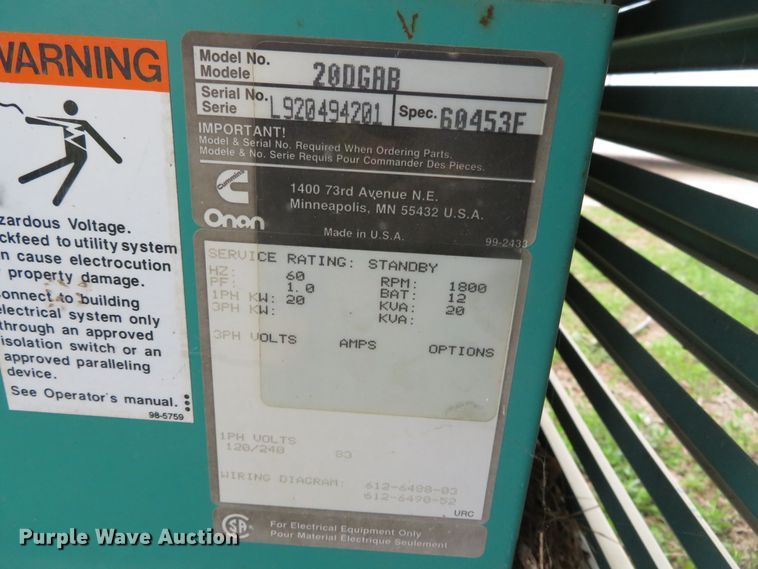 WARNING
azardous Voltage.
ckfeed to utility system
n cause electrocution
property damage.
onnect to building
electrical system only
through an approved
isolation switch or an
approved paralleling
device.
See Operator's manual.
98-5759
Model No.
Modele
20DGAB
Serial No.
Serie
L920494201
Spec.
60453F
IMPORTANT!
Model & Serial No. Required When Ordering Parts.
Modele & No. Serie Requis Pour Commander Des Pieces.
Cummins
Onan
1400 73rd Avenue N.E.
Minneapolis, MN 55432 U.S.A.
Made in U.S.A.
99-2433
SERVICE RATING: STANDBY
HZ: 60 RPM: 1800
PF: 1.0 BAT: 12
1PH KW: 20 KVA: 20
3PH KW: KVA:
3PH VOLTS AMPS OPTIONS
1PH VOLTS
120/240 83
WIRING DIAGRAM: 612-6488-03
612-6490-52
URC
CSA
For Electrical Equipment Only
Pour Material Electrique Seulement
Purple Wave Auction